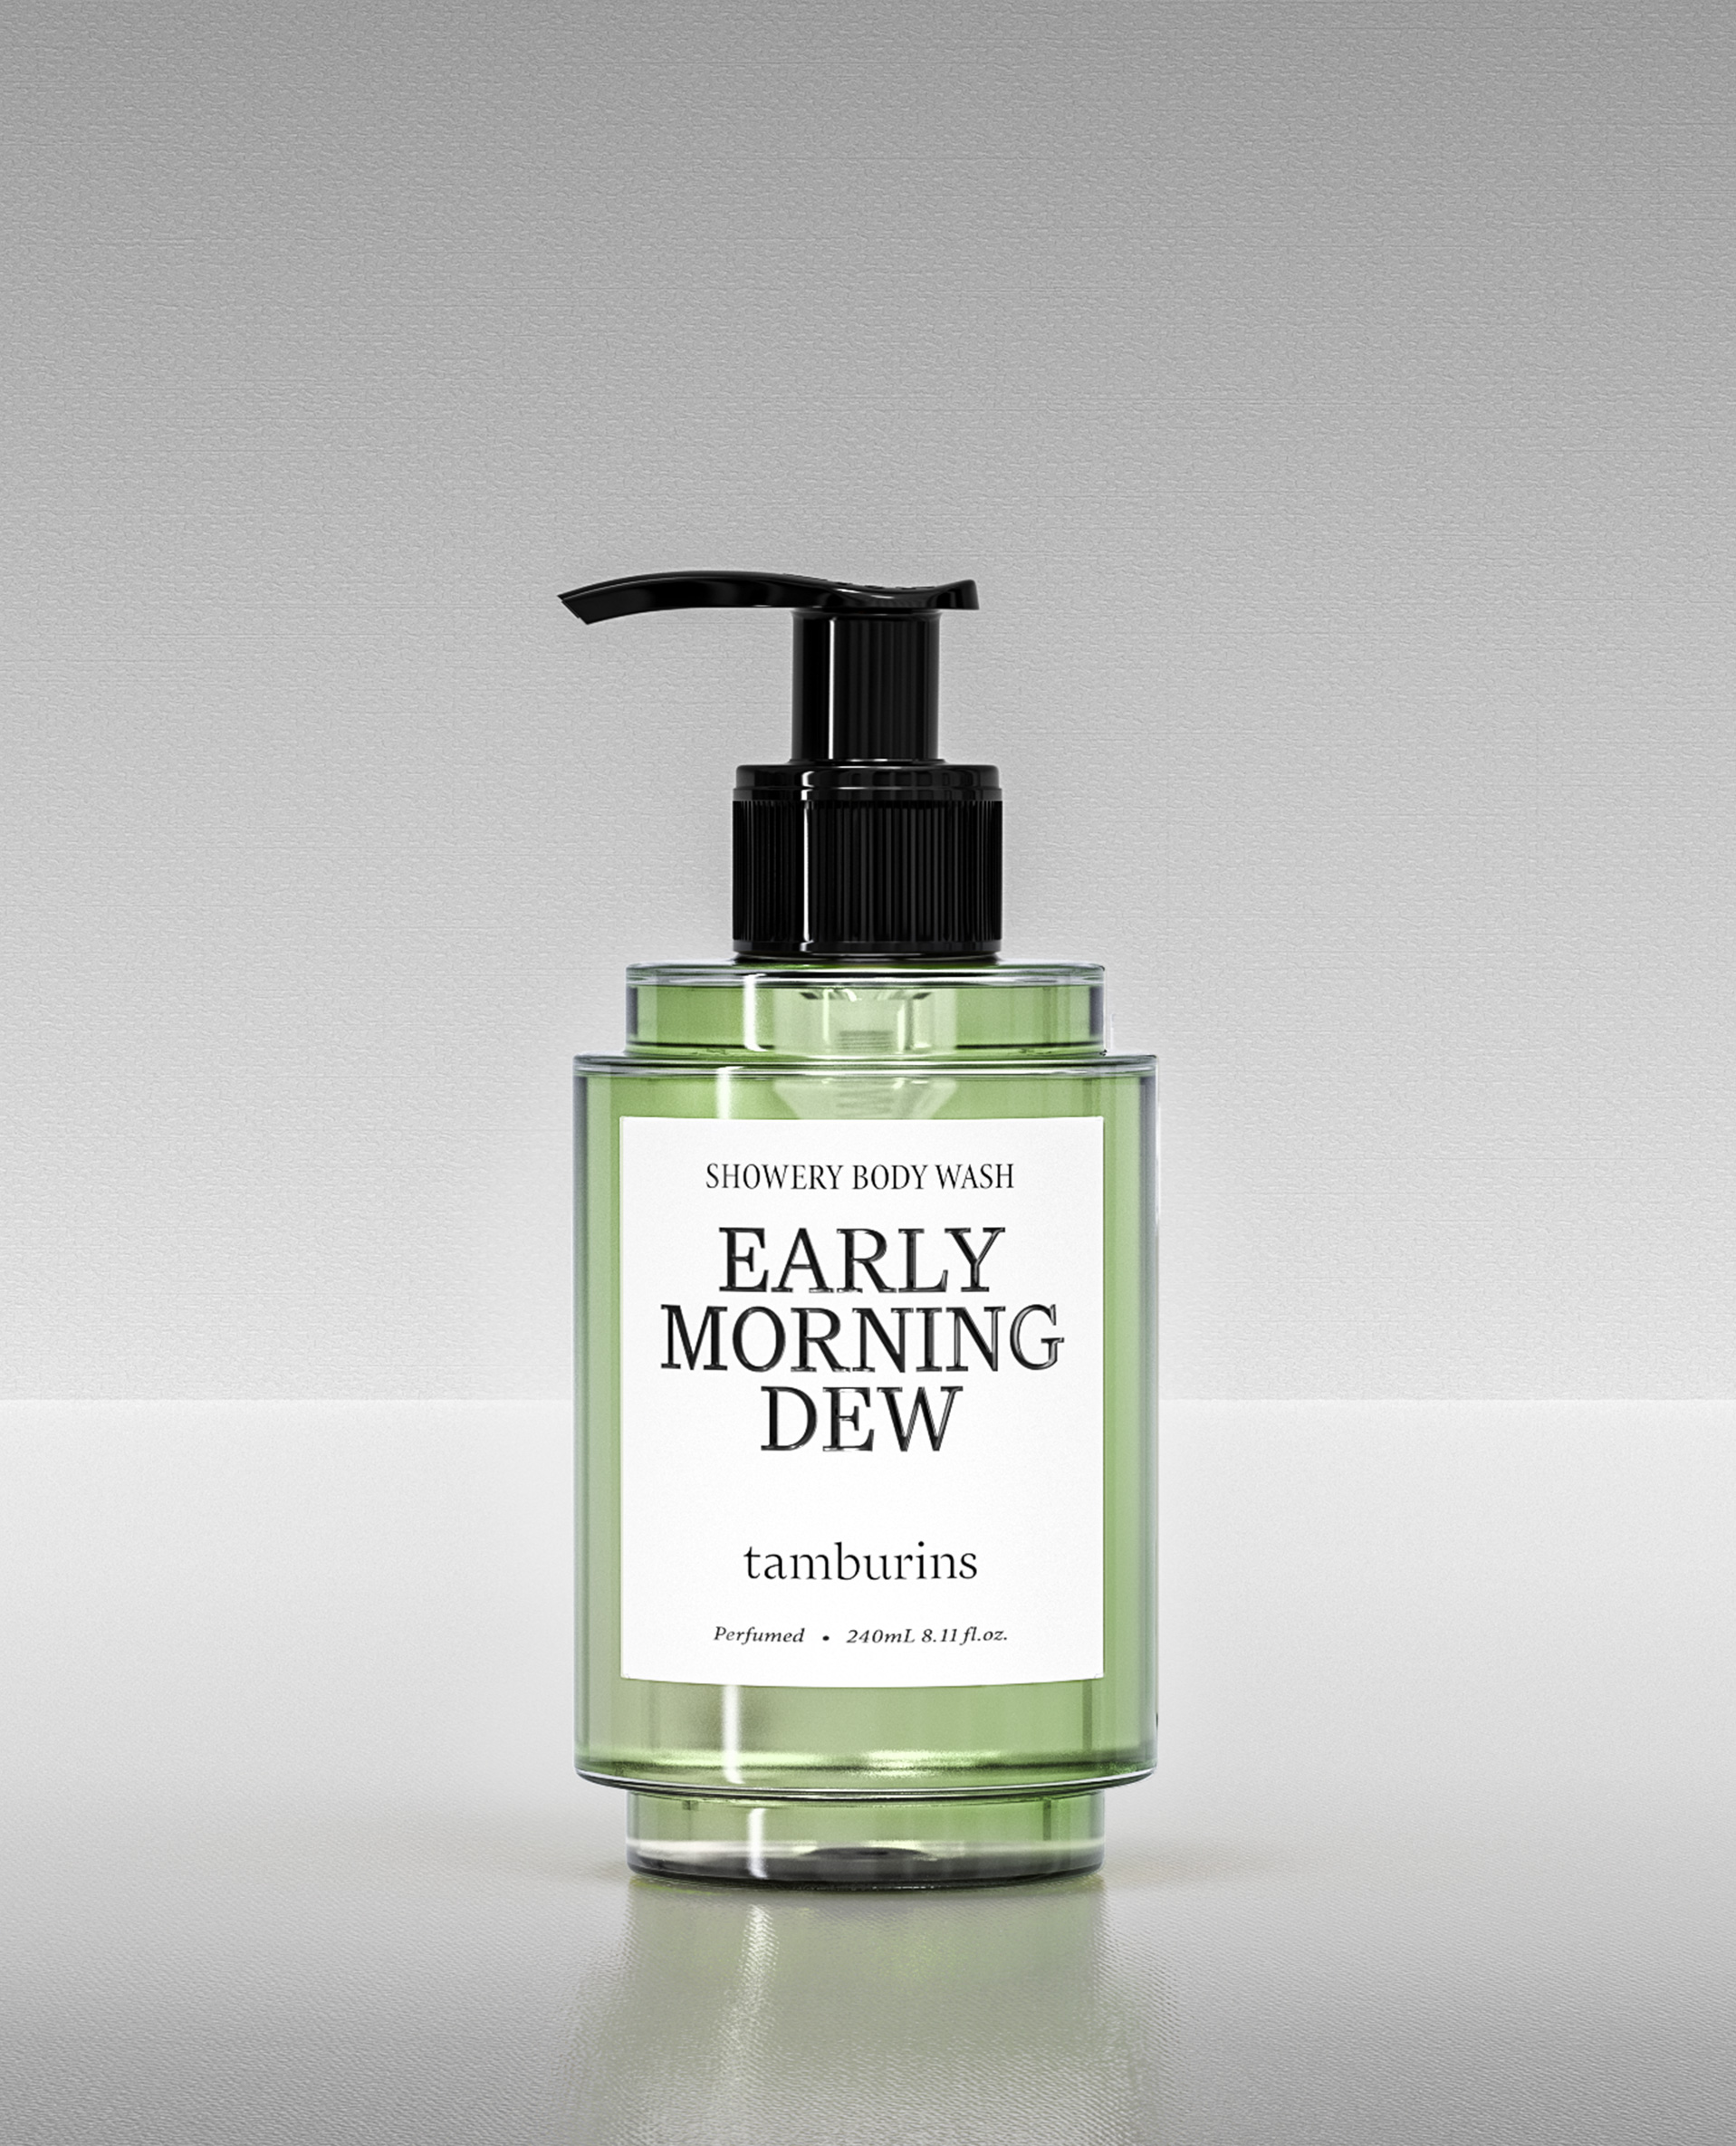 SHOWERY BODY WASH
EARLY
MORNING
DEW
tamburins
Perfumed • 240mL 8.11 fl.oz.